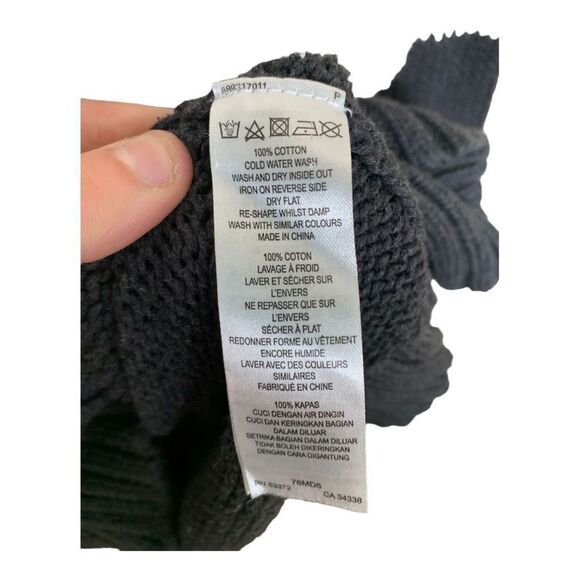 P
100% COTTON
COLD WATER WASH
WASH AND DRY INSIDE OUT
IRON ON REVERSE SIDE
DRY FLAT
RE-SHAPE WHILST DAMP
WASH WITH SIMILAR COLOURS
MADE IN CHINA
100% COTON
LAVAGE À FROID
LAVER ET SÉCHER SUR
L'ENVERS
NE REPASSER QUE SUR
L'ENVERS
SÉCHER À PLAT
REDONNER FORME AU VÊTEMENT
ENCORE HUMIDE
LAVER AVEC DES COULEURS
SIMILAIRES
FABRIQUÉ EN CHINE
100% KAPAS
CUCI DENGAN AIR DINGIN
CUCI DAN KERINGKAN BAGIAN
DALAM DILUAR
SETRIKA BAGIAN DALAM DILUAR
TIDAK BOLEH DIKERINGKAN
DENGAN CARA DIGANTUNG
78MD5
CA 34338